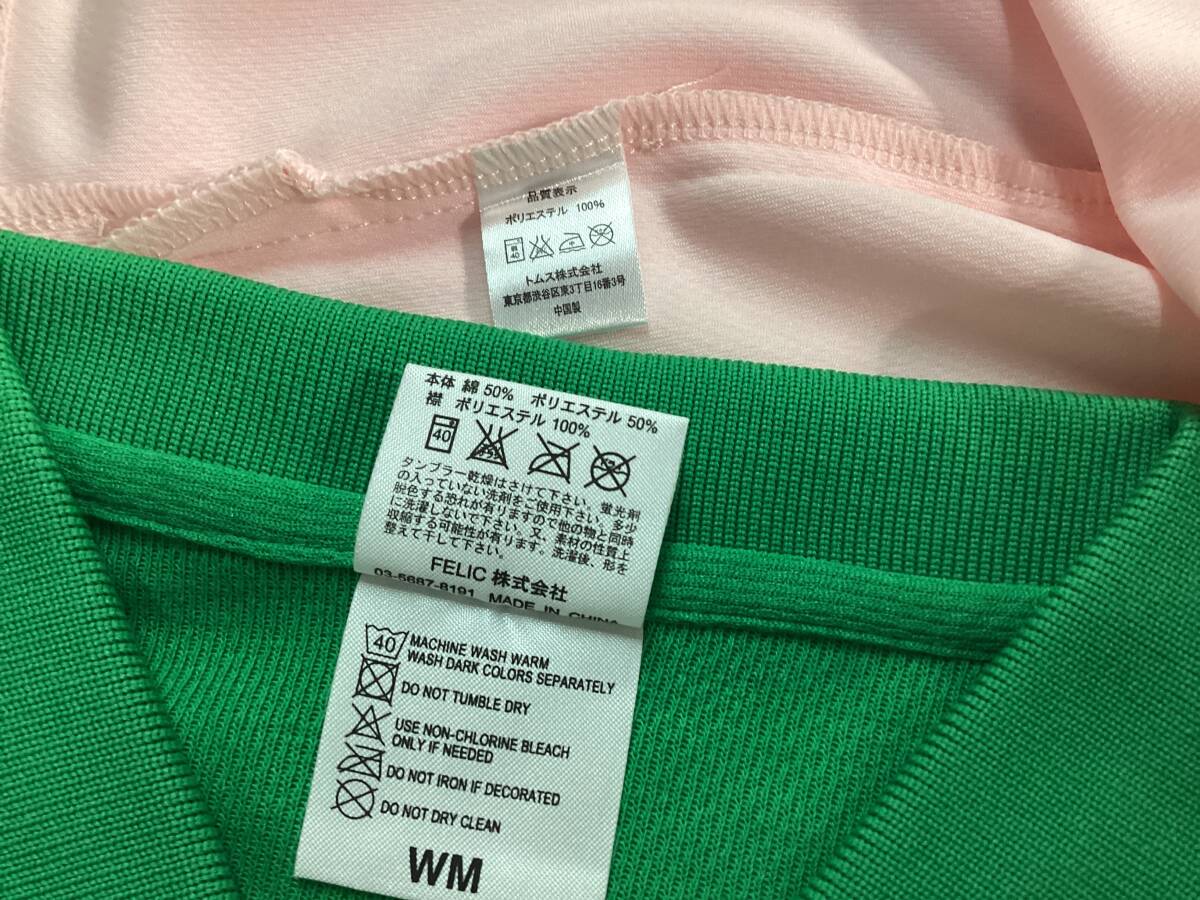 品質表示
ポリエステル 100%
40
トムス株式会社
東京都渋谷区東3丁目16番3号
中国製
本体 綿 50% ポリエステル 50%
襟 ポリエステル 100%
40
タンブラー乾燥はさけて下さい。蛍光剤
の入っていない洗剤をご使用下さい。多少
脱色する恐れが有りますので他の物と同時
に洗濯しないで下さい。又、素材の性質上
収縮する可能性が有ります。洗濯後、形を
整えて干して下さい。
FELIC 株式会社
03-5687-8191 MADE IN CHINA
40 MACHINE WASH WARM
WASH DARK COLORS SEPARATELY
DO NOT TUMBLE DRY
USE NON-CHLORINE BLEACH
ONLY IF NEEDED
DO NOT IRON IF DECORATED
DO NOT DRY CLEAN
WM